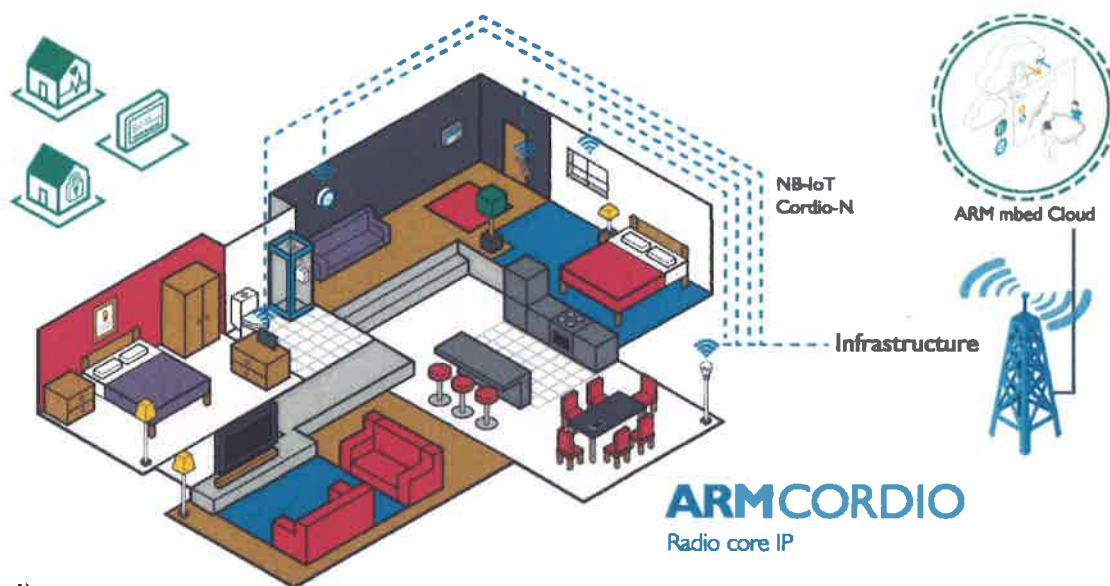 NB-IoT
Cordio-N
ARM mbed Cloud
Infrastructure
ARMCORDIO
Radio core IP